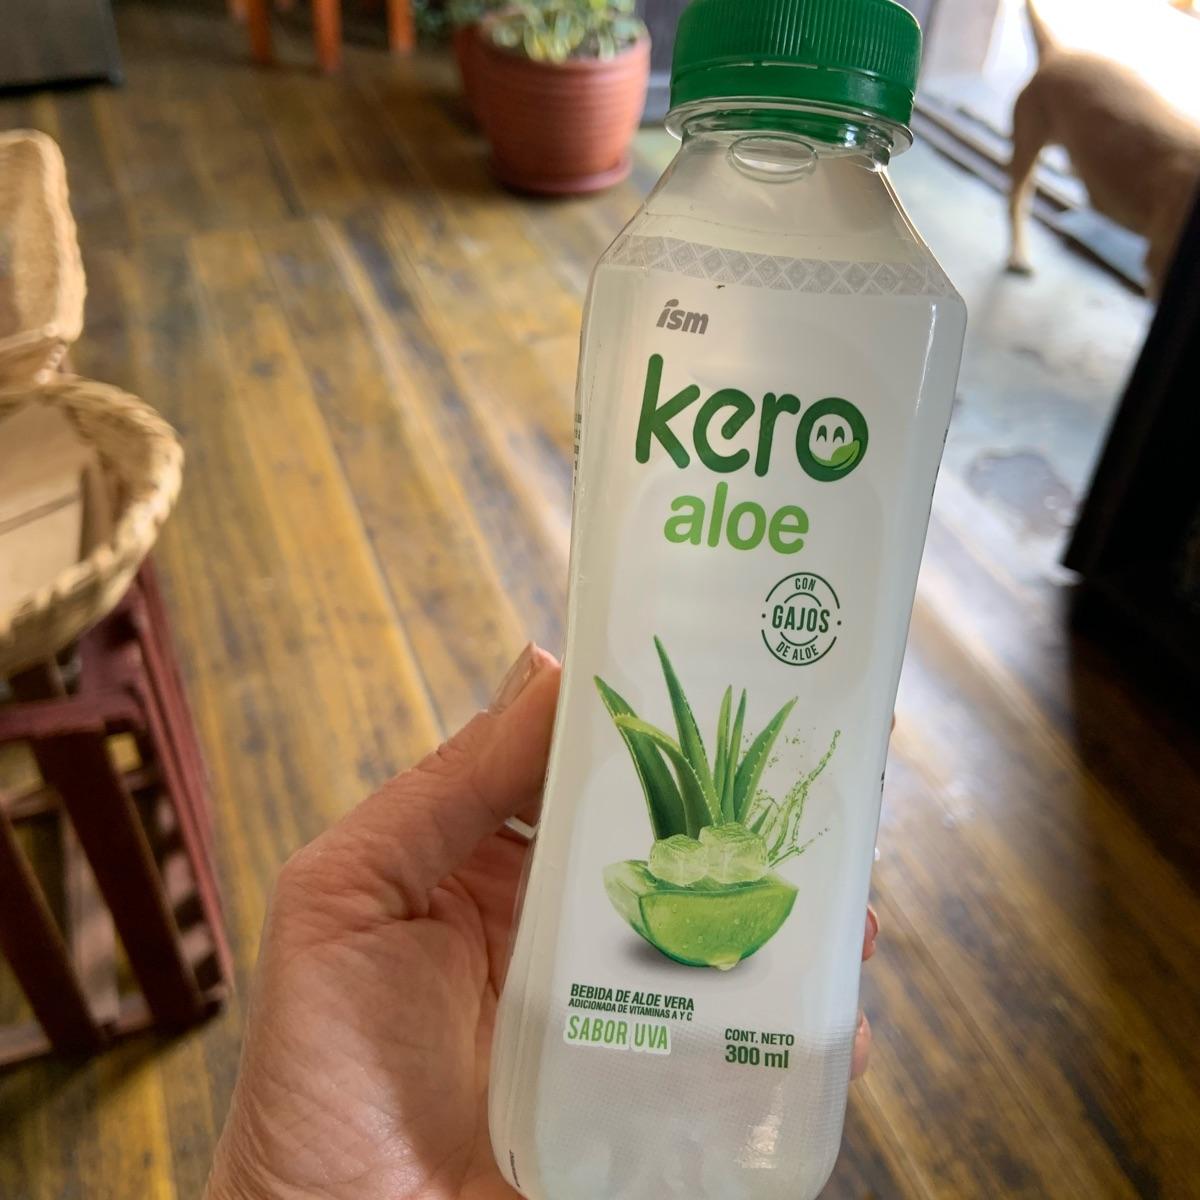 ism
kero
aloe
CON
GAJOS
DE ALOE
BEBIDA DE ALOE VERA
ADICIONADA DE VITAMINAS A Y C
SABOR UVA
CONT. NETO
300 ml